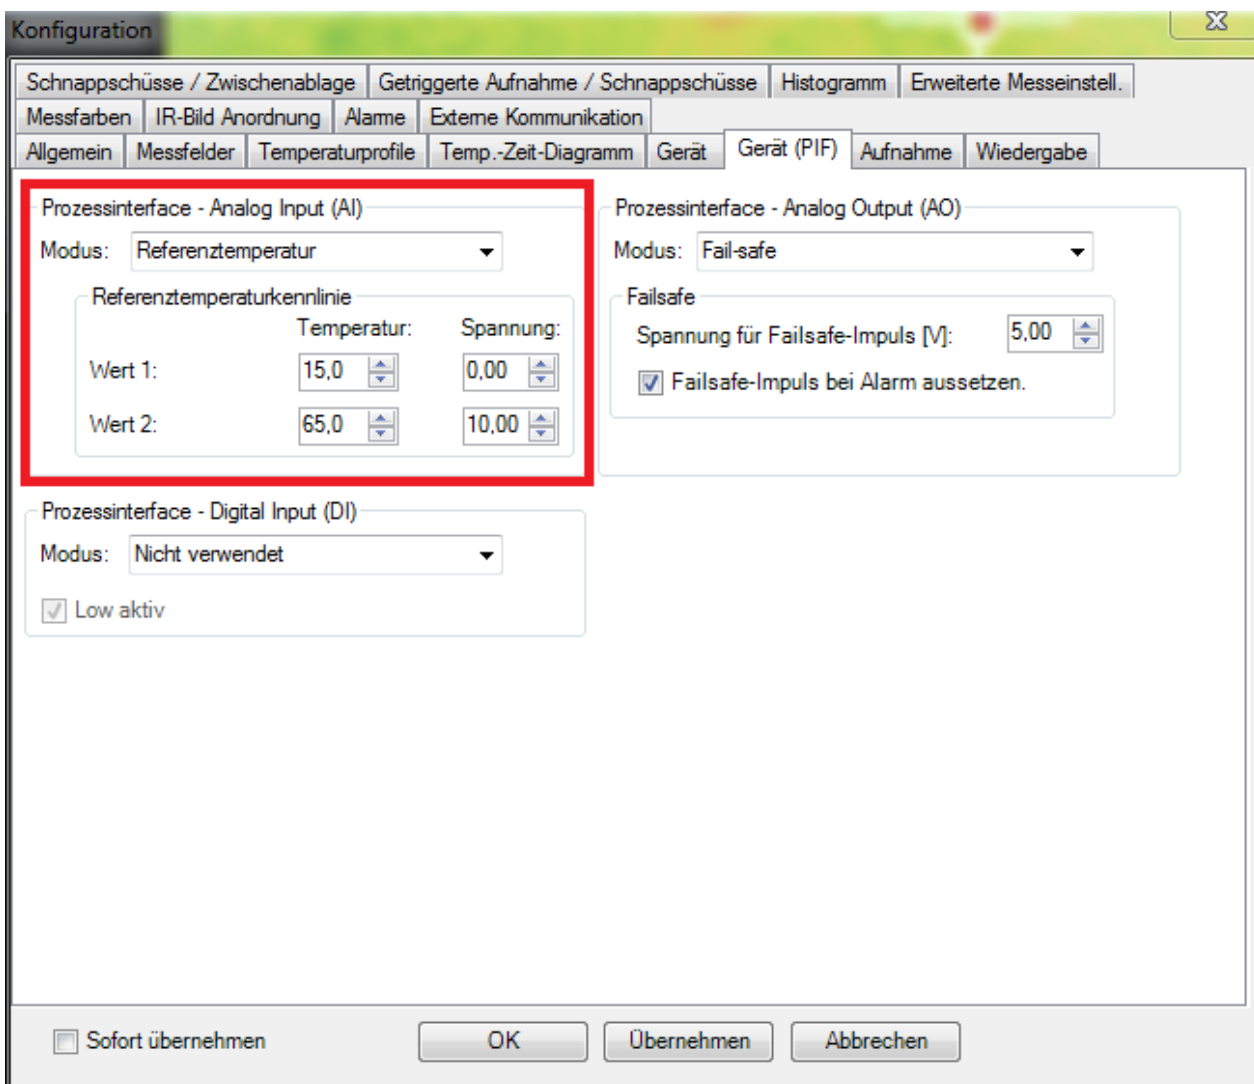 Konfiguration
Schnappschüsse / Zwischenablage Getriggerte Aufnahme / Schnappschüsse Histogramm Erweiterte Messeinstell.
Messfarben IR-Bild Anordnung Alarme Externe Kommunikation
Allgemein Messfelder Temperaturprofile Temp.-Zeit-Diagramm Gerät Gerät (PIF) Aufnahme Wiedergabe
Prozessinterface - Analog Input (AI)
Modus: Referenztemperatur
Referenztemperaturkennlinie
Temperatur: Spannung:
Wert 1: 15,0 0,00
Wert 2: 65,0 10,00
Prozessinterface - Analog Output (AO)
Modus: Fail-safe
Failsafe
Spannung für Failsafe-Impuls [V]: 5,00
Failsafe-Impuls bei Alarm aussetzen.
Prozessinterface - Digital Input (DI)
Modus: Nicht verwendet
Low aktiv
Sofort übernehmen OK Übernehmen Abbrechen